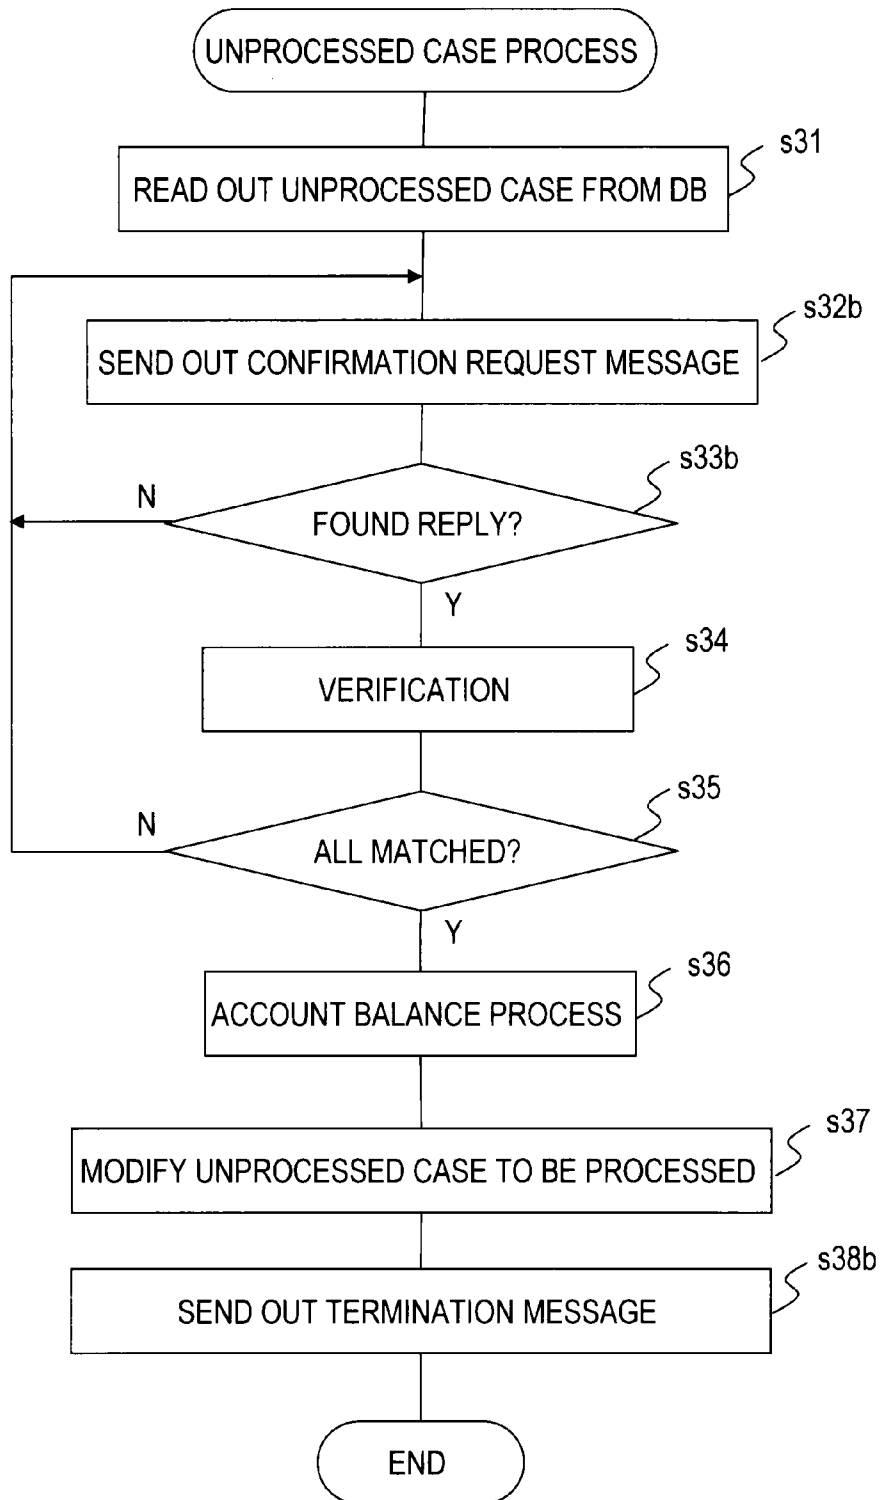 UNPROCESSED CASE PROCESS
s31
READ OUT UNPROCESSED CASE FROM DB
s32b
SEND OUT CONFIRMATION REQUEST MESSAGE
s33b
N
FOUND REPLY?
Y
s34
VERIFICATION
s35
N
ALL MATCHED?
Y
s36
ACCOUNT BALANCE PROCESS
s37
MODIFY UNPROCESSED CASE TO BE PROCESSED
s38b
SEND OUT TERMINATION MESSAGE
END